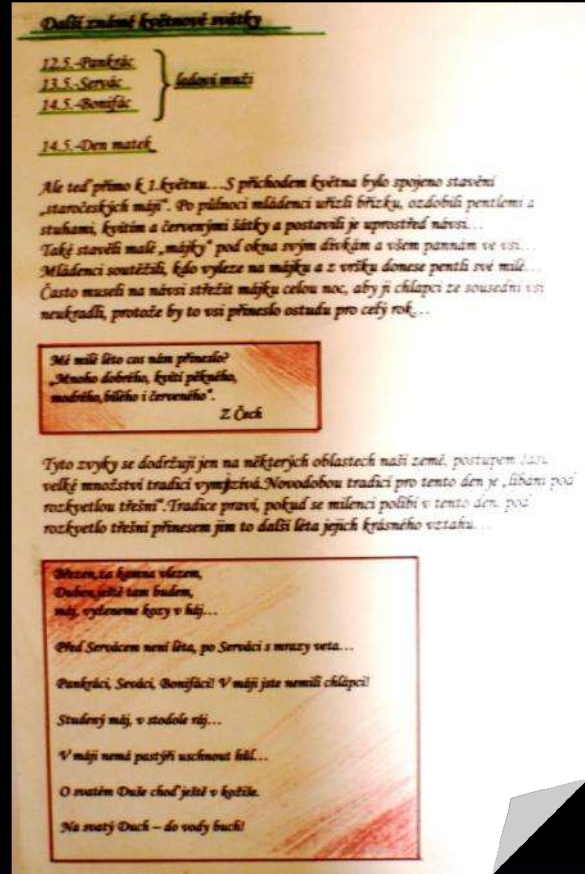 Další známé květnové svátky
12.5.-Pankrác
13.5.-Servác
14.5.-Bonifác
ledoví muži
14.5.-Den matek
Ale teď přímo k 1.květnu…S příchodem května bylo spojeno stavění
„staročeských májí“. Po půlnoci mládenci uřízli břízku, ozdobili pentlemi a
stuhami, kvítím a červenými šátky a postavili je uprostřed návsi…
Také stavěli malé „májky“ pod okna svým dívkám a všem pannám ve vsi…
Mládenci soutěžili, kdo vyleze na májku a z vršku donese pentli své milé…
Často museli na návsi střežit májku celou noc, aby ji chlapci ze sousední vsi
neukradli, protože by to vsi přineslo ostudu pro celý rok…
Mé milé léto cos nám přineslo?
„Mnoho dobrého, kvítí pěkného,
modrého,bílého i červeného“.
Z Čech
Tyto zvyky se dodržují jen na některých oblastech naší země, postupem času
velké množství tradicí vymizívá.Novodobou tradicí pro tento den je „líbání pod
rozkvetlou třešní“.Tradice praví, pokud se milenci políbí v tento den, pod
rozkvetlo třešní přinesem jim to další léta jejich krásného vztahu…
Březen,za kamna vlezem,
Duben,ještě tam budem,
máj, vyženeme kozy v háj…
Před Servácem není léta, po Serváci s mrazy veta…
Pankráci, Seváci, Bonifáci! V máji jste nemilí chlápci!
Studený máj, v stodole ráj…
V máji nemá pastýři uschnout hůl…
O svatém Duše choď ještě v kožiše.
Na svatý Duch – do vody buch!